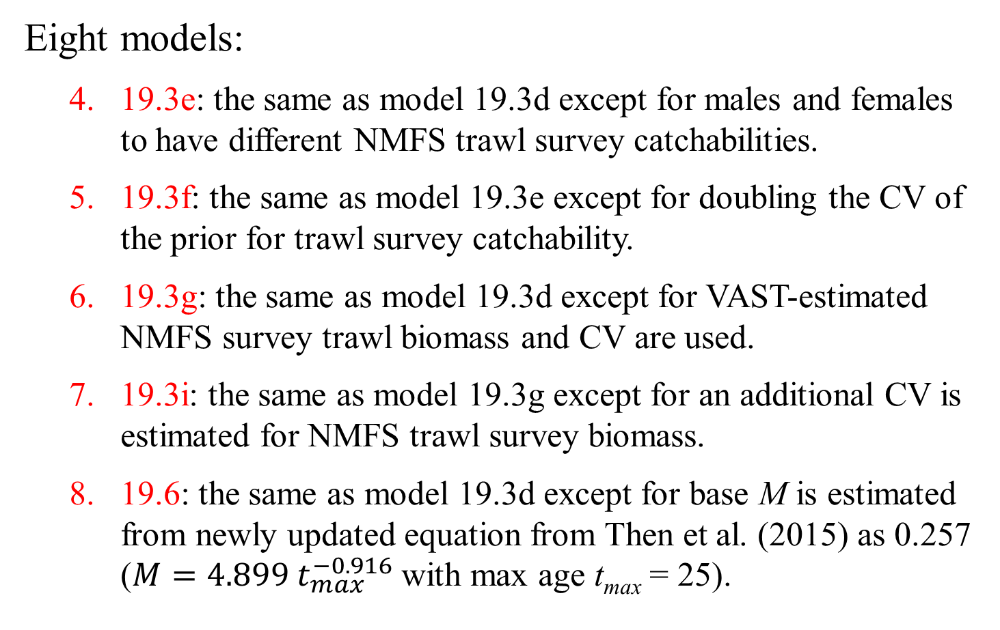 Eight models:
4. 19.3e: the same as model 19.3d except for males and females
to have different NMFS trawl survey catchabilities.
5. 19.3f: the same as model 19.3e except for doubling the CV of
the prior for trawl survey catchability.
6. 19.3g: the same as model 19.3d except for VAST-estimated
NMFS survey trawl biomass and CV are used.
7. 19.3i: the same as model 19.3g except for an additional CV is
estimated for NMFS trawl survey biomass.
8. 19.6: the same as model 19.3d except for base M is estimated
from newly updated equation from Then et al. (2015) as 0.257
(M = 4.899 t_{max}^{−0.916} with max age t_{max} = 25).